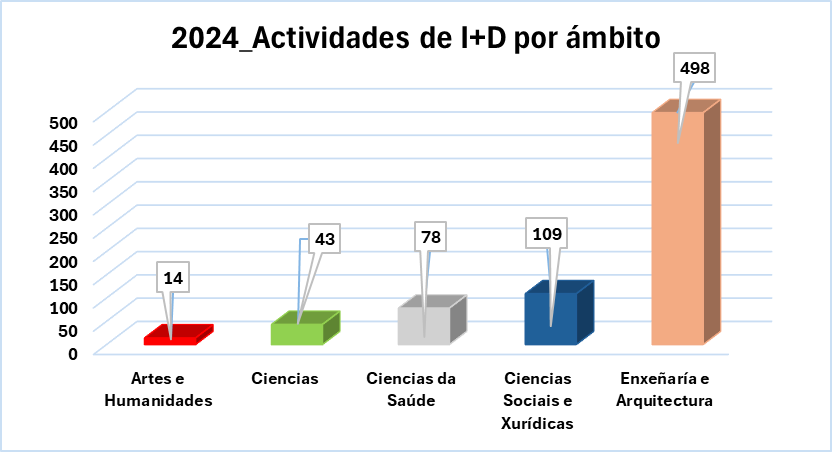 2024_Actividades de I+D por ámbito
498
500
450
400
350
300
250
200
150
100
50
0
14
43
78
109
Artes e
Humanidades
Ciencias
Ciencias da
Saúde
Ciencias
Sociais e
Xurídicas
Enxeñaría e
Arquitectura